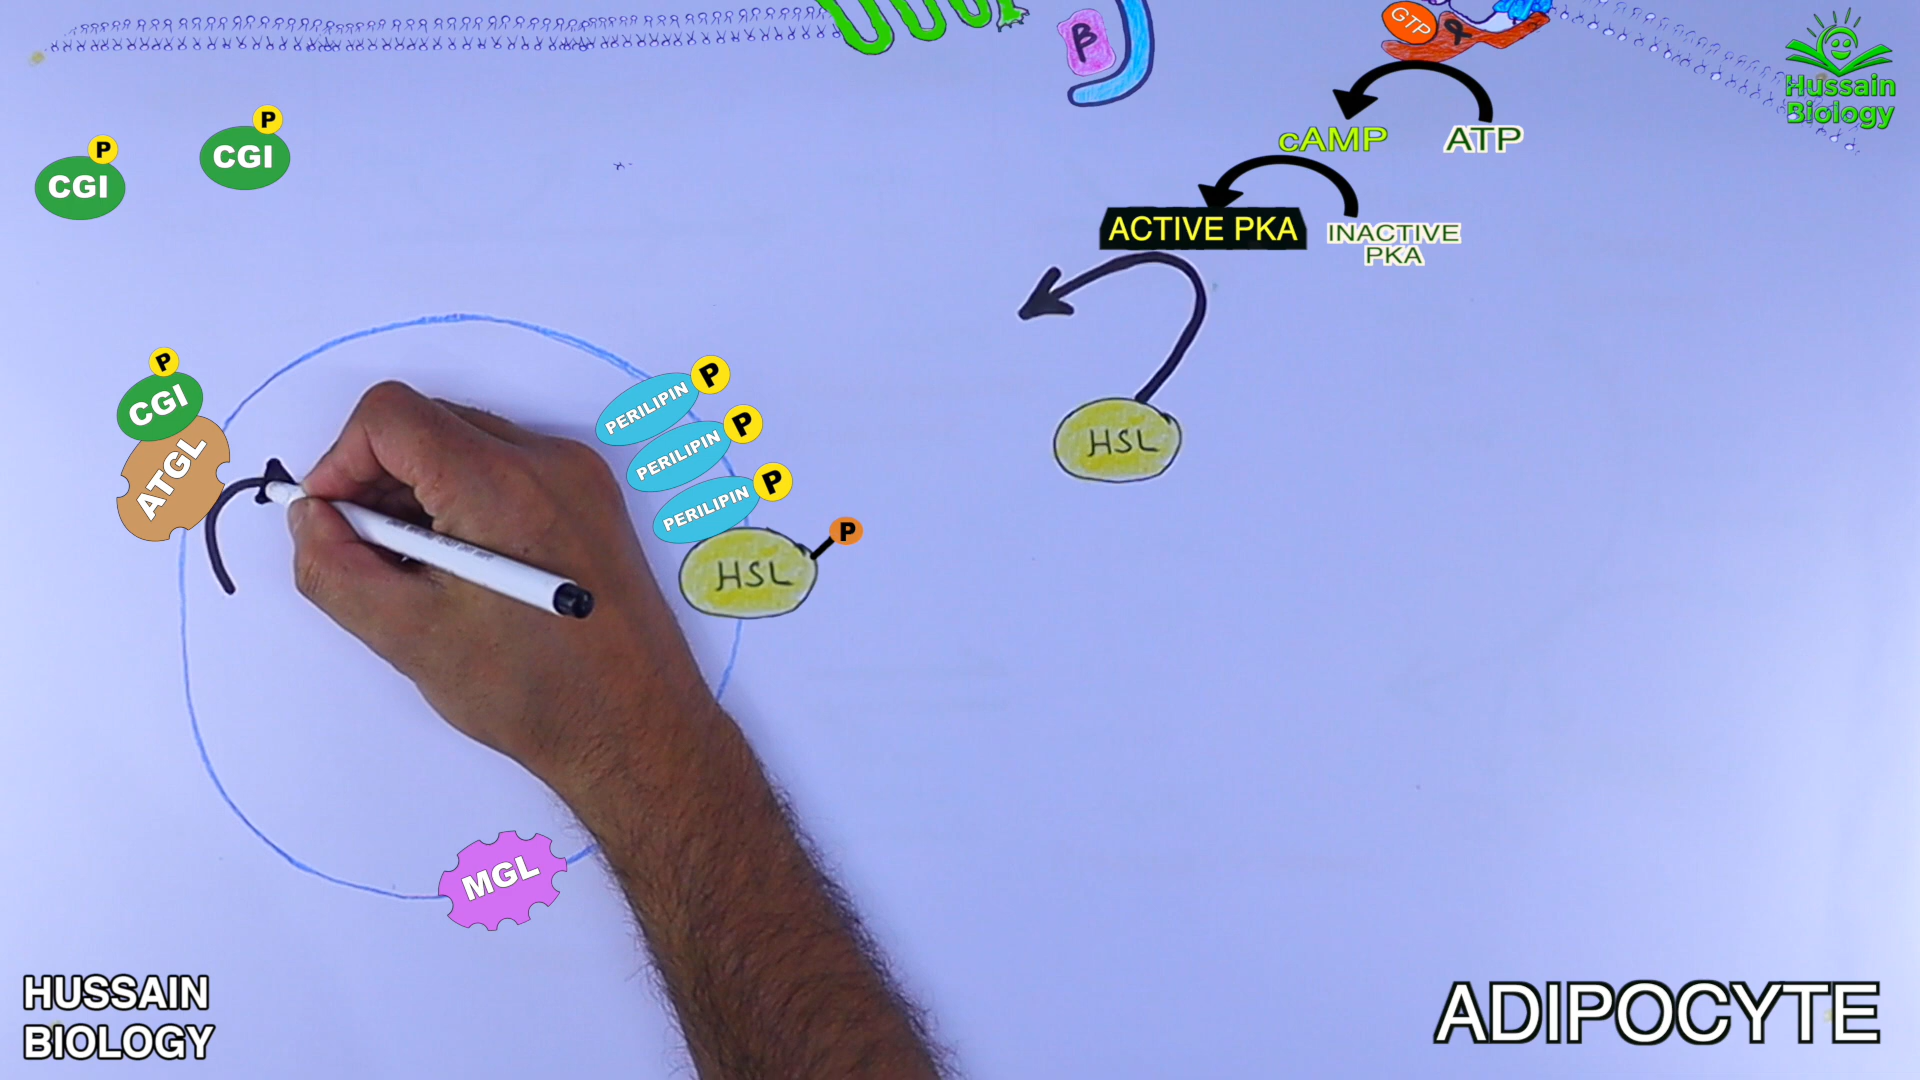 β
GTP
α
Hussain
Biology
cAMP
ATP
P
CGI
P
CGI
ACTIVE PKA
INACTIVE
PKA
P
CGI
ATGL
PERILIPIN
P
PERILIPIN
P
PERILIPIN
P
HSL
HSL
P
MGL
HUSSAIN
BIOLOGY
ADIPOCYTE